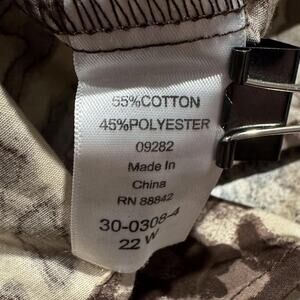 55%COTTON
45%POLYESTER
09282
Made In
China
RN 88842
30-0308-4
22 W